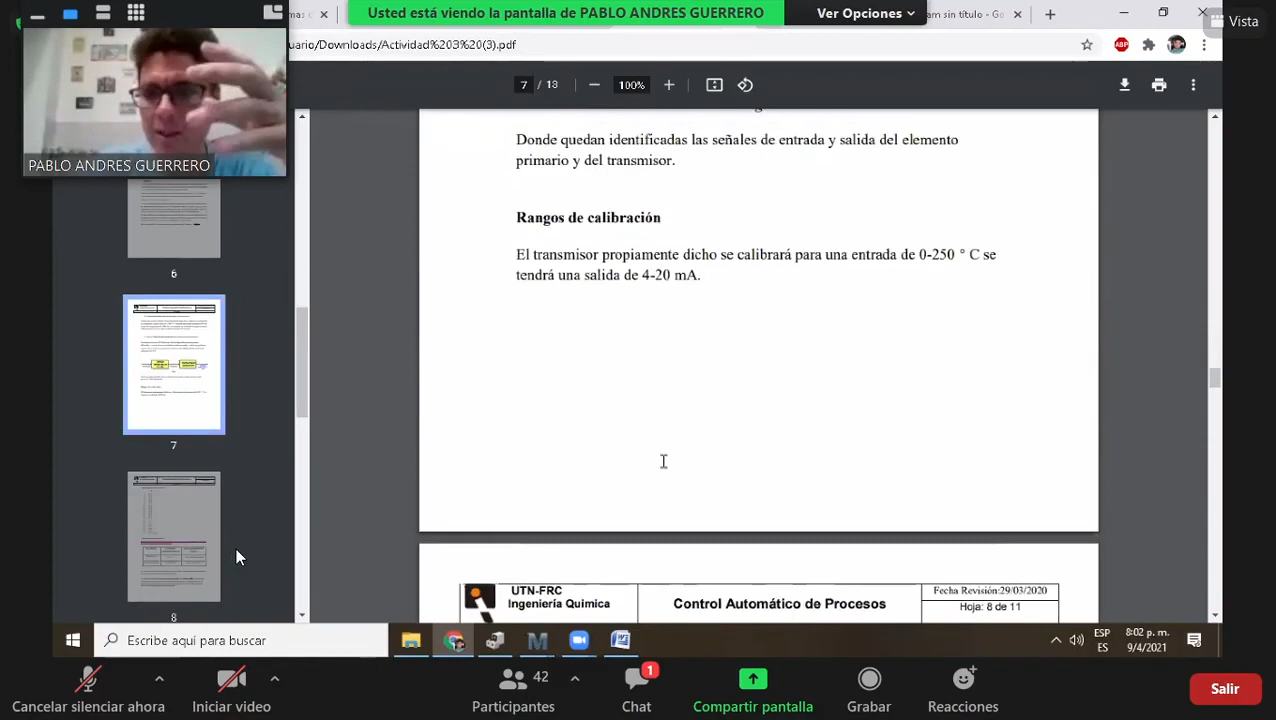 Usted está viendo la pantalla de PABLO ANDRES GUERRERO
Ver Opciones
Vista
uario/Downloads/Actividad%203%20(3).pdf
ABP
7 / 13
100%
PABLO ANDRES GUERRERO
Donde quedan identificadas las señales de entrada y salida del elemento
primario y del transmisor.
Rangos de calibración
El transmisor propiamente dicho se calibrará para una entrada de 0-250 ° C se
tendrá una salida de 4-20 mA.
6
7
8
UTN-FRC
Ingeniería Quimica
Control Automático de Procesos
Fecha Revisión:29/03/2020
Hoja: 8 de 11
Escribe aquí para buscar
ESP
ES
8:02 p. m.
9/4/2021
Cancelar silenciar ahora
Iniciar video
42
Participantes
1
Chat
Compartir pantalla
Grabar
Reacciones
Salir